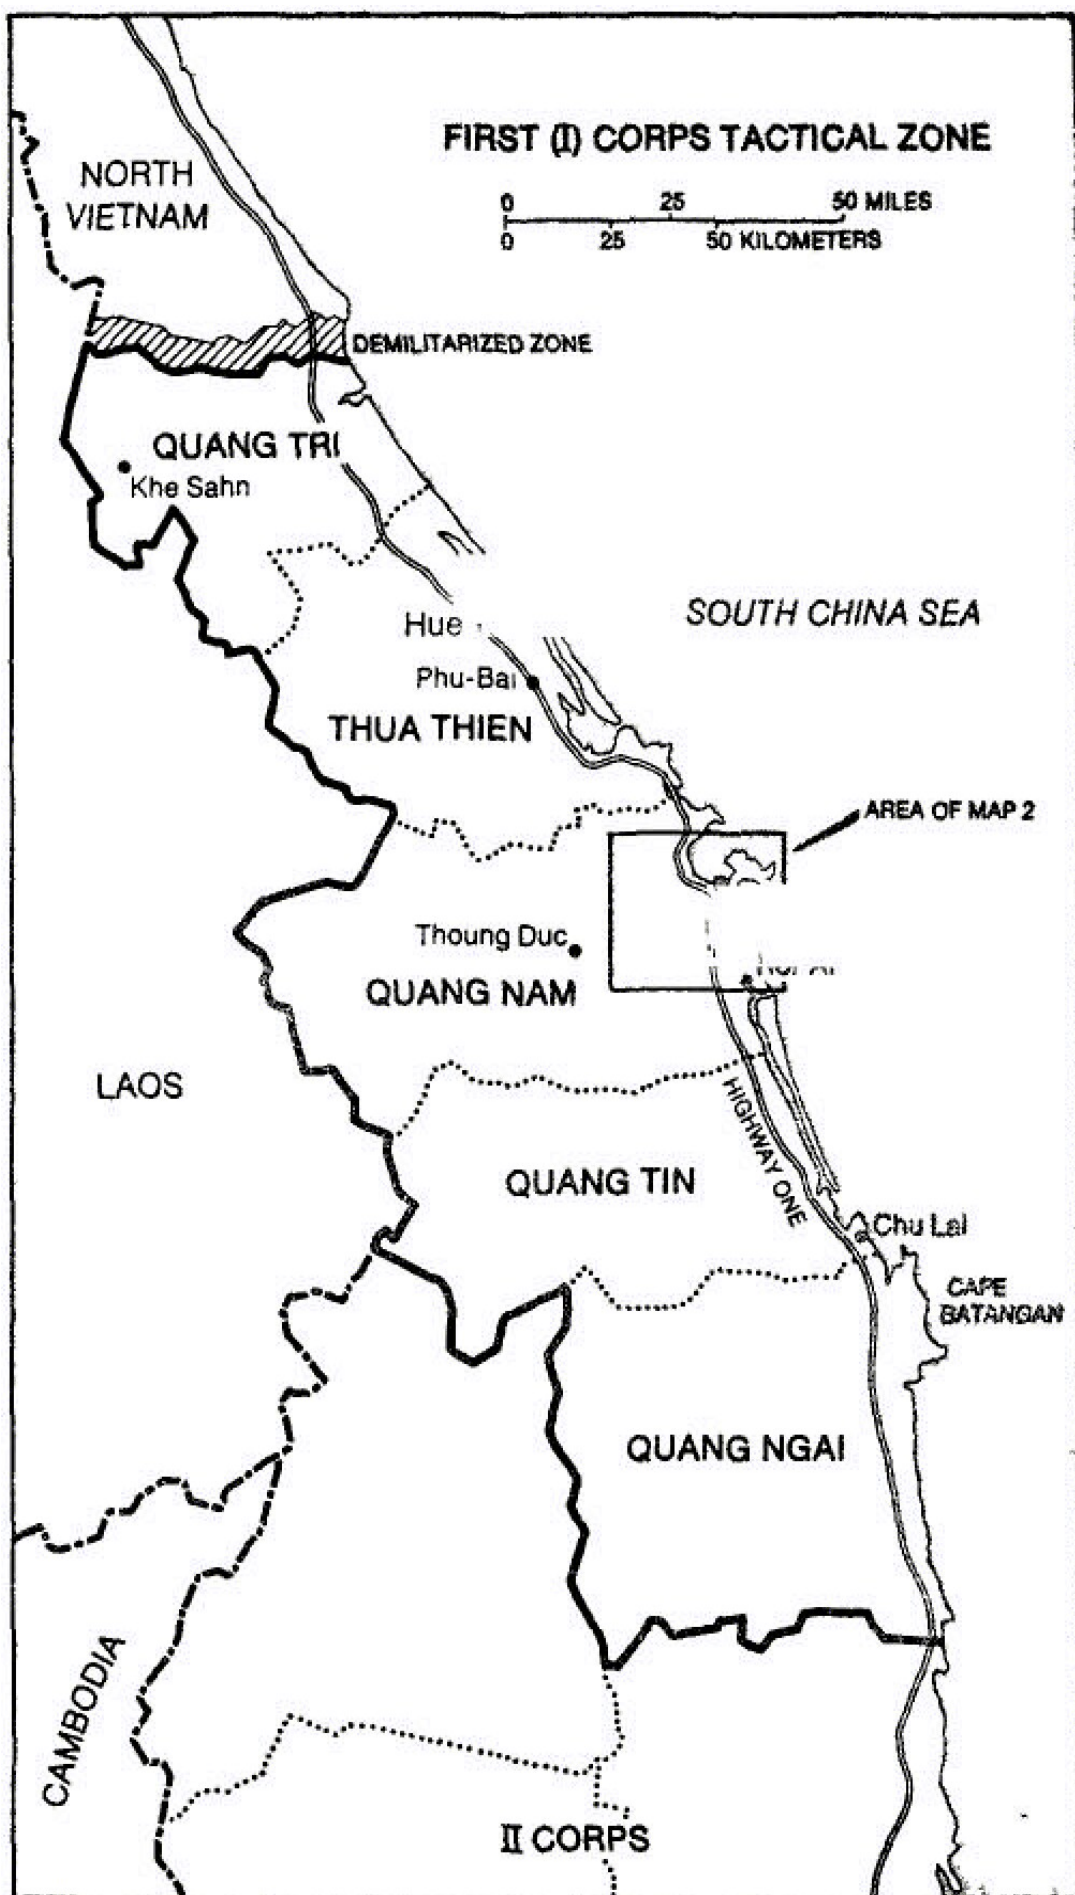 FIRST (I) CORPS TACTICAL ZONE
0 25 50 MILES
0 25 50 KILOMETERS
NORTH
VIETNAM
DEMILITARIZED ZONE
QUANG TRI
Khe Sahn
SOUTH CHINA SEA
Hue
Phu-Bai
THUA THIEN
AREA OF MAP 2
Thoung Duc
QUANG NAM
LAOS
HIGHWAY ONE
QUANG TIN
Chu Lai
CAPE
BATANGAN
QUANG NGAI
CAMBODIA
II CORPS